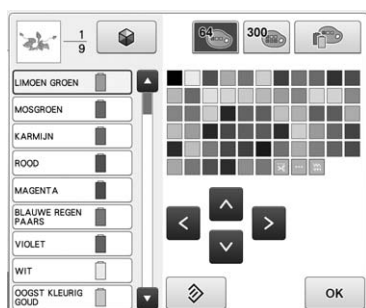 1
9
64
300
LIMOEN GROEN
MOSGROEN
KARMIJN
ROOD
MAGENTA
BLAUWE REGEN
PAARS
VIOLET
WIT
OOGST KLEURIG
GOUD
OK